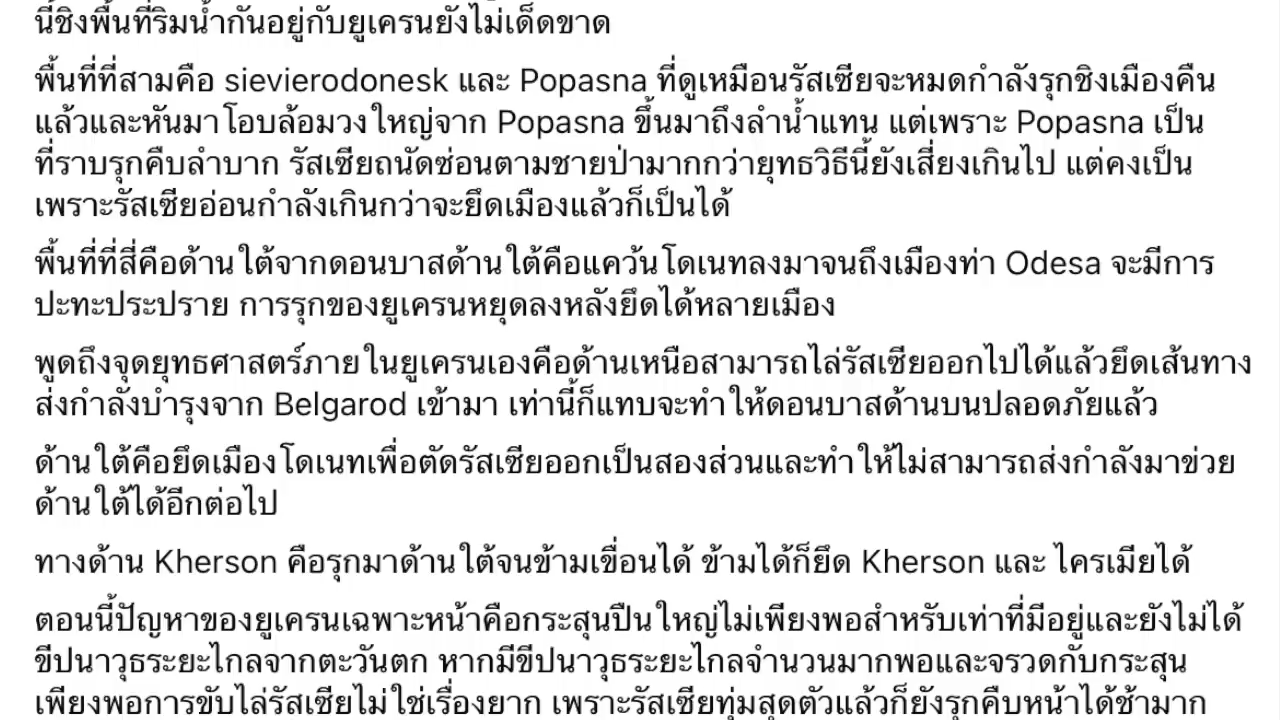 นี้ชิงพื้นที่ริมน้ำกันอยู่กับยูเครนยังไม่เด็ดขาด
พื้นที่ที่สามคือ sievierodonesk และ Popasna ที่ดูเหมือนรัสเซียจะหมดกำลังรุกชิงเมืองคืน
แล้วและหันมาโอบล้อมวงใหญ่จาก Popasna ขึ้นมาถึงลำน้ำแทน แต่เพราะ Popasna เป็น
ที่ราบรุกคืบลำบาก รัสเซียถนัดซ่อนตามชายป่ามากกว่ายุทธวิธีนี้ยังเสี่ยงเกินไป แต่คงเป็น
เพราะรัสเซียอ่อนกำลังเกินกว่าจะยึดเมืองแล้วก็เป็นได้
พื้นที่ที่สี่คือด้านใต้จากดอนบาสด้านใต้คือแคว้นโดเนทลงมาจนถึงเมืองท่า Odesa จะมีการ
ปะทะประปราย การรุกของยูเครนหยุดลงหลังยึดได้หลายเมือง
พูดถึงจุดยุทธศาสตร์ภายในยูเครนเองคือด้านเหนือสามารถไล่รัสเซียออกไปได้แล้วยึดเส้นทาง
ส่งกำลังบำรุงจาก Belgarod เข้ามา เท่านี้ก็แทบจะทำให้ดอนบาสด้านบนปลอดภัยแล้ว
ด้านใต้คือยึดเมืองโดเนทเพื่อตัดรัสเซียออกเป็นสองส่วนและทำให้ไม่สามารถส่งกำลังมาข่วย
ด้านใต้ได้อีกต่อไป
ทางด้าน Kherson คือรุกมาด้านใต้จนข้ามเขื่อนได้ ข้ามได้ก็ยึด Kherson และ ไครเมียได้
ตอนนี้ปัญหาของยูเครนเฉพาะหน้าคือกระสุนปืนใหญ่ไม่เพียงพอสำหรับเท่าที่มีอยู่และยังไม่ได้
ขีปนาวุธระยะไกลจากตะวันตก หากมีขีปนาวุธระยะไกลจำนวนมากพอและจรวดกับกระสุน
เพียงพอการขับไล่รัสเซียไม่ใช่เรื่องยาก เพราะรัสเซียทุ่มสุดตัวแล้วก็ยังรุกคืบหน้าได้ช้ามาก